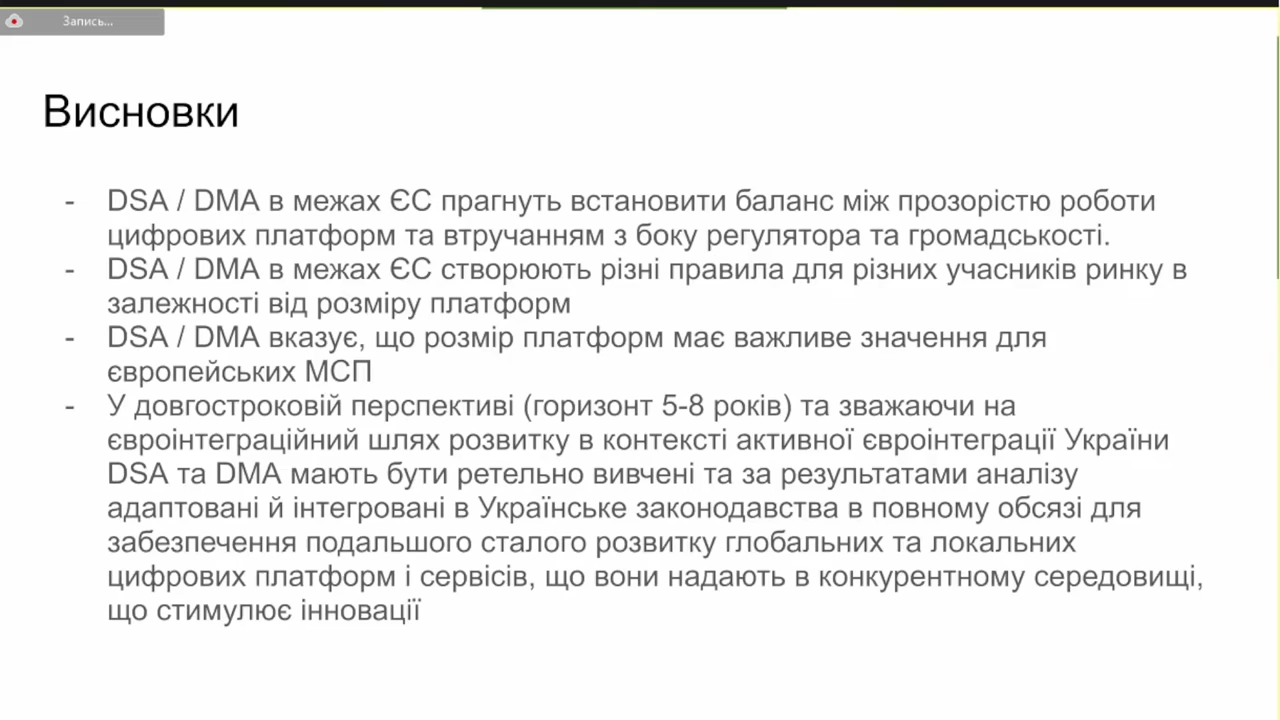 Запись...
Висновки
- DSA / DMA в межах ЄС прагнуть встановити баланс між прозорістю роботи
цифрових платформ та втручанням з боку регулятора та громадськості.
- DSA / DMA в межах ЄС створюють різні правила для різних учасників ринку в
залежності від розміру платформ
- DSA / DMA вказує, що розмір платформ має важливе значення для
європейських МСП
- У довгостроковій перспективі (горизонт 5-8 років) та зважаючи на
євроінтеграційний шлях розвитку в контексті активної євроінтеграції України
DSA та DMA мають бути ретельно вивчені та за результатами аналізу
адаптовані й інтегровані в Українське законодавства в повному обсязі для
забезпечення подальшого сталого розвитку глобальних та локальних
цифрових платформ і сервісів, що вони надають в конкурентному середовищі,
що стимулює інновації